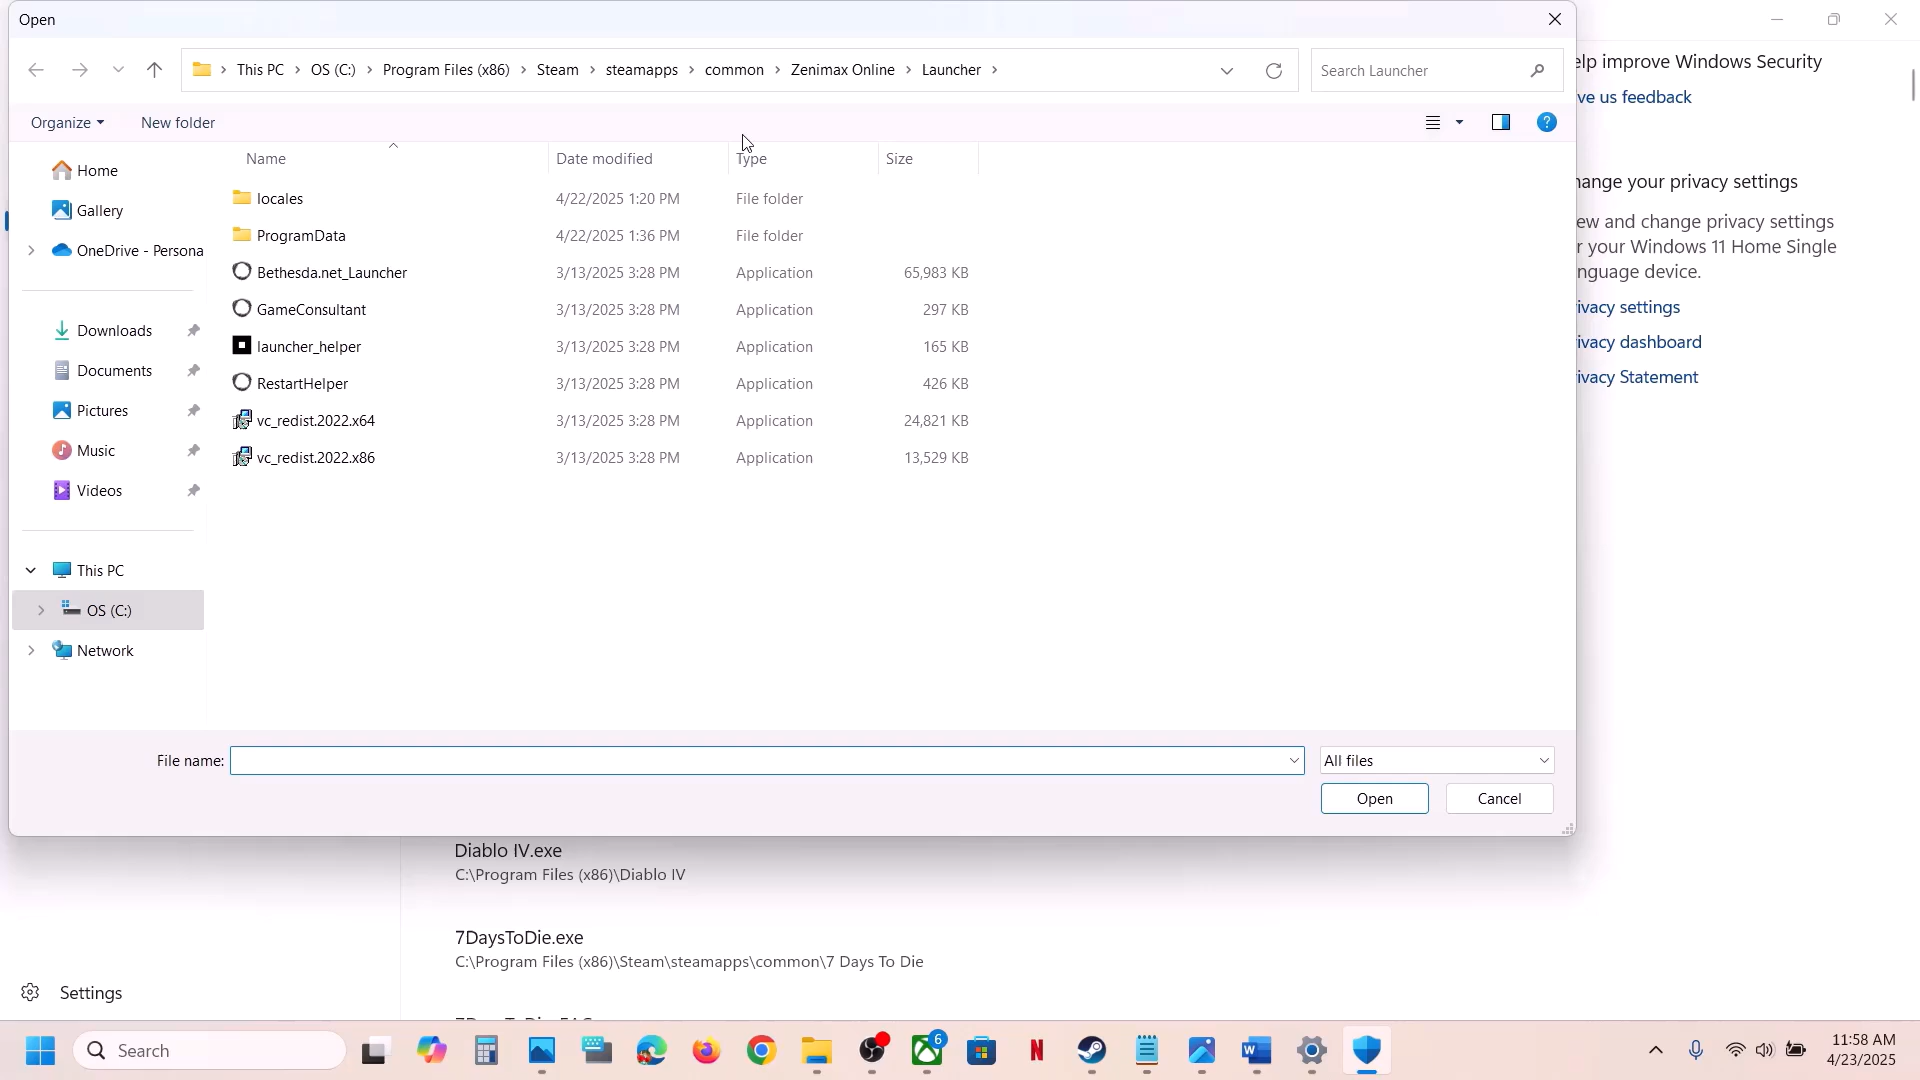 Open
This PC > OS (C:) > Program Files (x86) > Steam > steamapps > common > Zenimax Online > Launcher >
Search Launcher
Organize
New folder
Name
Date modified
Type
Size
locales 4/22/2025 1:20 PM File folder
ProgramData 4/22/2025 1:36 PM File folder
Bethesda.net_Launcher 3/13/2025 3:28 PM Application 65,983 KB
GameConsultant 3/13/2025 3:28 PM Application 297 KB
launcher_helper 3/13/2025 3:28 PM Application 165 KB
RestartHelper 3/13/2025 3:28 PM Application 426 KB
vc_redist.2022.x64 3/13/2025 3:28 PM Application 24,821 KB
vc_redist.2022.x86 3/13/2025 3:28 PM Application 13,529 KB
Home
Gallery
OneDrive - Persona
Downloads
Documents
Pictures
Music
Videos
This PC
OS (C:)
Network
File name:
All files
Open
Cancel
elp improve Windows Security
ve us feedback
hange your privacy settings
ew and change privacy settings
r your Windows 11 Home Single
nguage device.
ivacy settings
ivacy dashboard
ivacy Statement
Diablo IV.exe
C:\Program Files (x86)\Diablo IV
7DaysToDie.exe
C:\Program Files (x86)\Steam\steamapps\common\7 Days To Die
Settings
Search
6
11:58 AM
4/23/2025